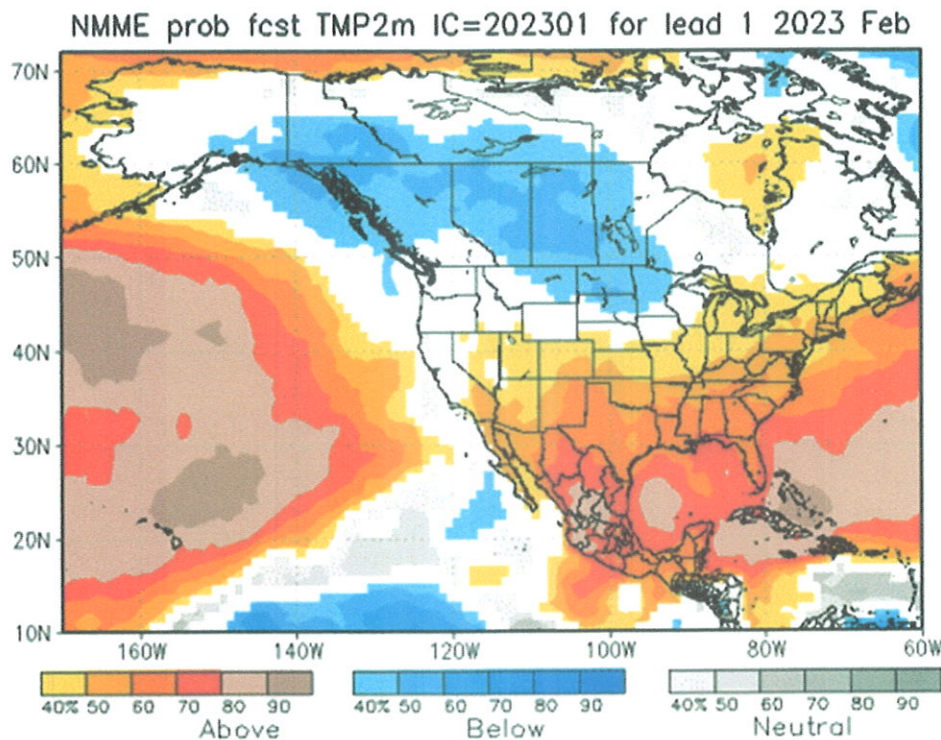 NMME prob fcst TMP2m IC=202301 for lead 1 2023 Feb
70N
60N
50N
40N
30N
20N
10N
160W 140W 120W 100W 80W 60W
40% 50 60 70 80 90 40% 50 60 70 80 90 40% 50 60 70 80 90
Above Below Neutral